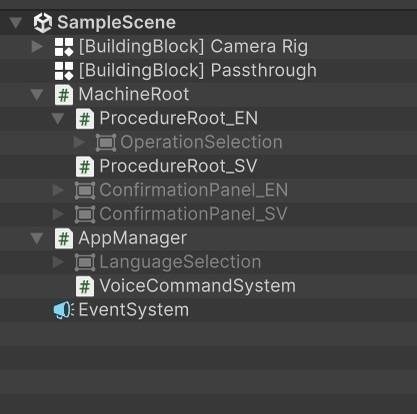 SampleScene
[BuildingBlock] Camera Rig
[BuildingBlock] Passthrough
# MachineRoot
# ProcedureRoot_EN
OperationSelection
# ProcedureRoot_SV
ConfirmationPanel_EN
ConfirmationPanel_SV
# AppManager
LanguageSelection
# VoiceCommandSystem
EventSystem